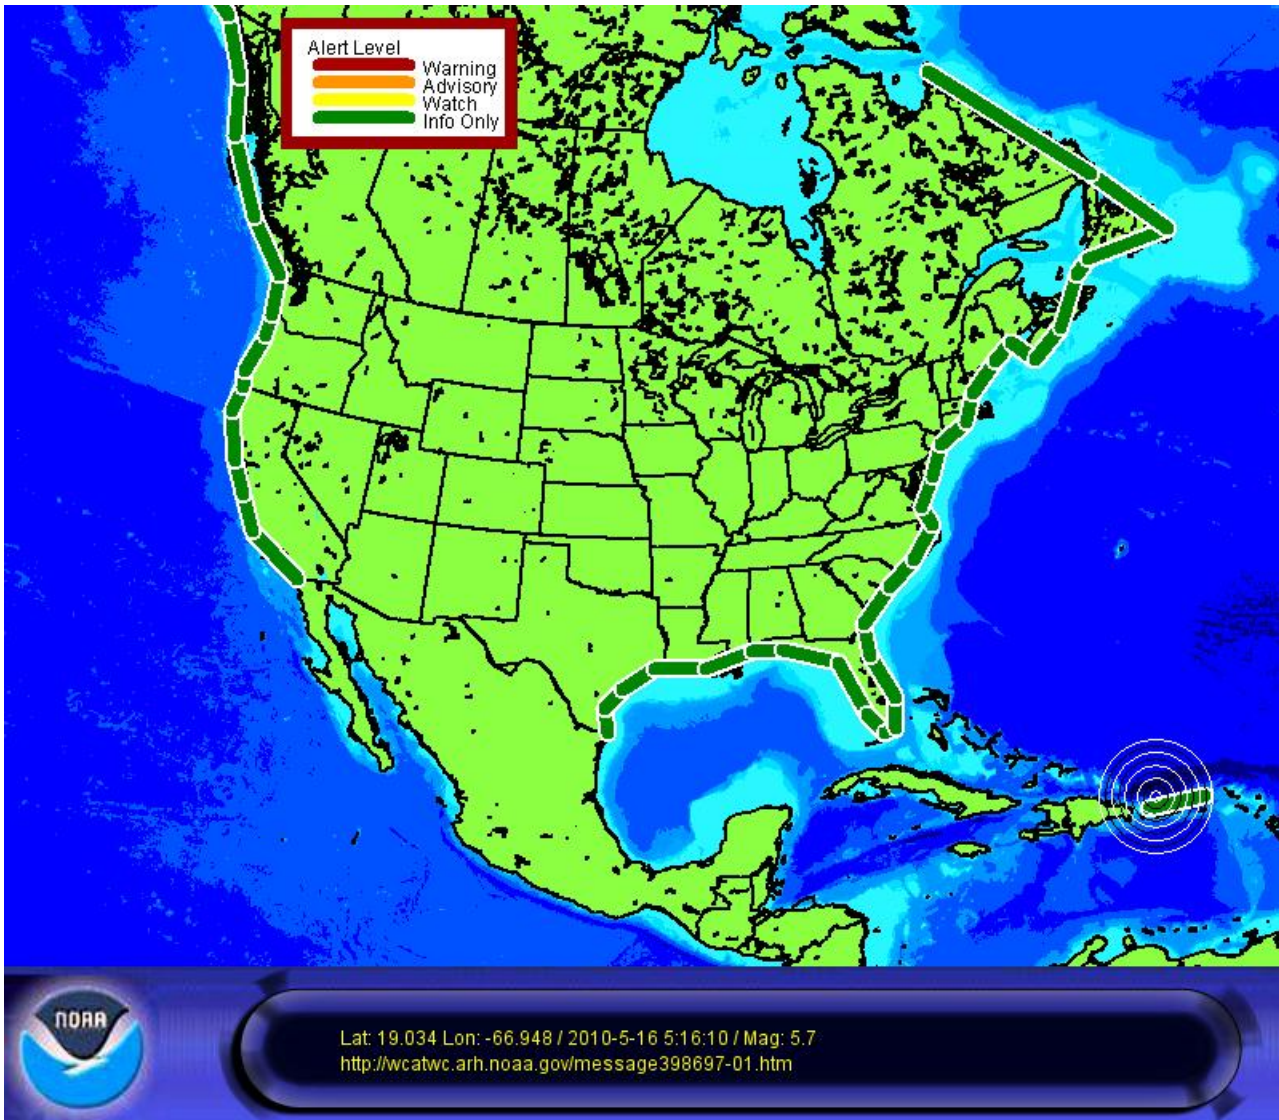 Alert Level
Warning
Advisory
Watch
Info Only
NOAA
Lat: 19.034 Lon: -66.948 / 2010-5-16 5:16:10 / Mag: 5.7
http://wcatwc.arh.noaa.gov/message398697-01.htm